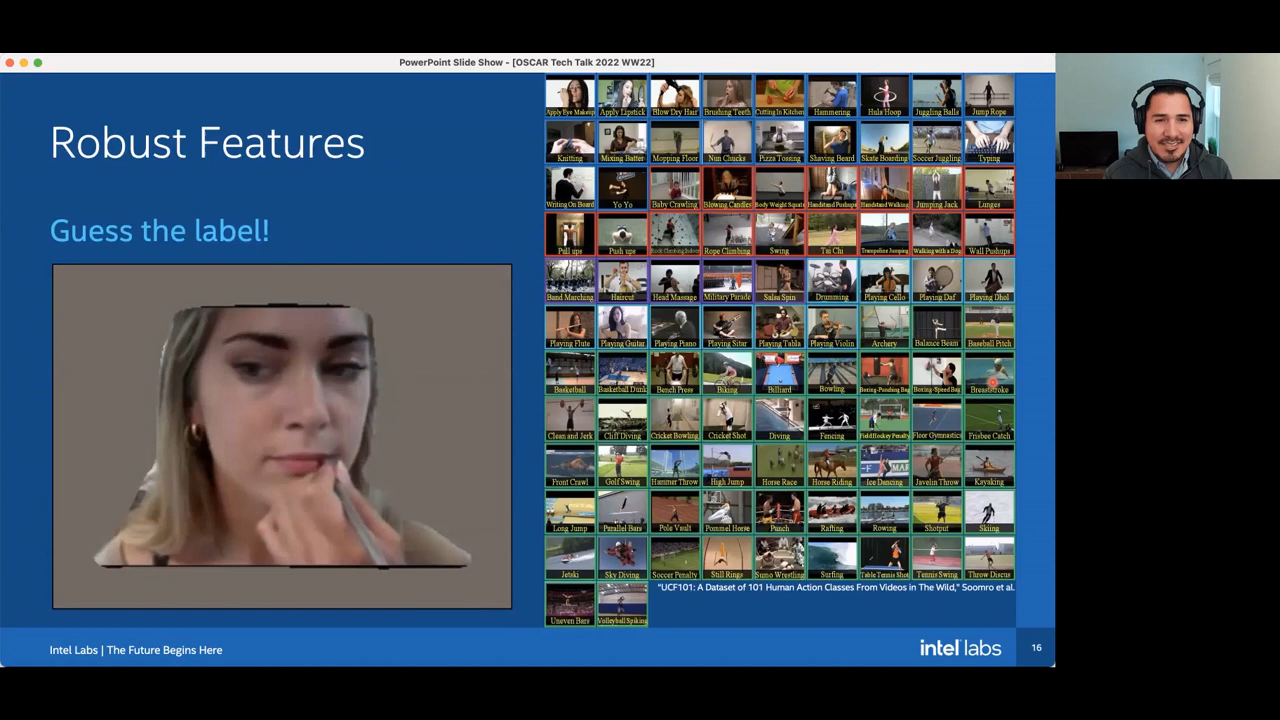 PowerPoint Slide Show - [OSCAR Tech Talk 2022 WW22]
Robust Features
Guess the label!
Apply Eye Makeup Apply Lipstick Blow Dry Hair Brushing Teeth Cutting In Kitchen Hammering Hula Hoop Juggling Balls Jump Rope
Knitting Mixing Batter Mopping Floor Nun Chucks Pizza Tossing Shaving Beard Skate Boarding Soccer Juggling Typing
Writing On Board Yo Yo Baby Crawling Blowing Candles Body Weight Squats Handstand Pushups Handstand Walking Jumping Jack Lunges
Pull ups Push ups Rock Climbing Indoor Rope Climbing Swing Tai Chi Trampoline Jumping Walking with a Dog Wall Pushups
Band Marching Haircut Head Massage Military Parade Salsa Spin Drumming Playing Cello Playing Daf Playing Dhol
Playing Flute Playing Guitar Playing Piano Playing Sitar Playing Tabla Playing Violin Archery Balance Beam Baseball Pitch
Basketball Basketball Dunk Bench Press Biking Billiard Bowling Boxing-Punching Bag Boxing-Speed Bag Breaststroke
Clean and Jerk Cliff Diving Cricket Bowling Cricket Shot Diving Fencing Field Hockey Penalty Floor Gymnastics Frisbee Catch
Front Crawl Golf Swing Hammer Throw High Jump Horse Race Horse Riding Ice Dancing Javelin Throw Kayaking
Long Jump Parallel Bars Pole Vault Pommel Horse Punch Rafting Rowing Shotput Skiing
Jetski Sky Diving Soccer Penalty Still Rings Sumo Wrestling Surfing Table Tennis Shot Tennis Swing Throw Discus
Uneven Bars Volleyball Spiking
"UCF101: A Dataset of 101 Human Action Classes From Videos in The Wild," Soomro et al.
Intel Labs | The Future Begins Here
intel labs
16